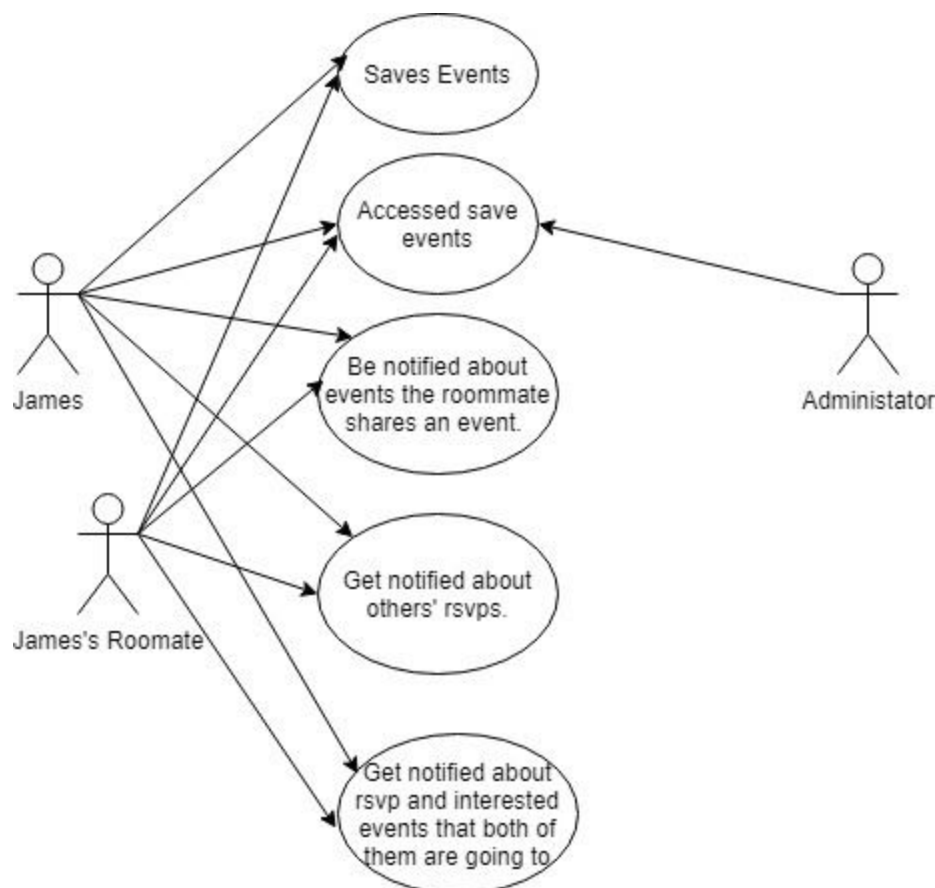 Saves Events
Accessed save
events
James
Be notified about
events the roommate
shares an event.
Administator
Get notified about
others' rsvps.
James's Roomate
Get notified about
rsvp and interested
events that both of
them are going to